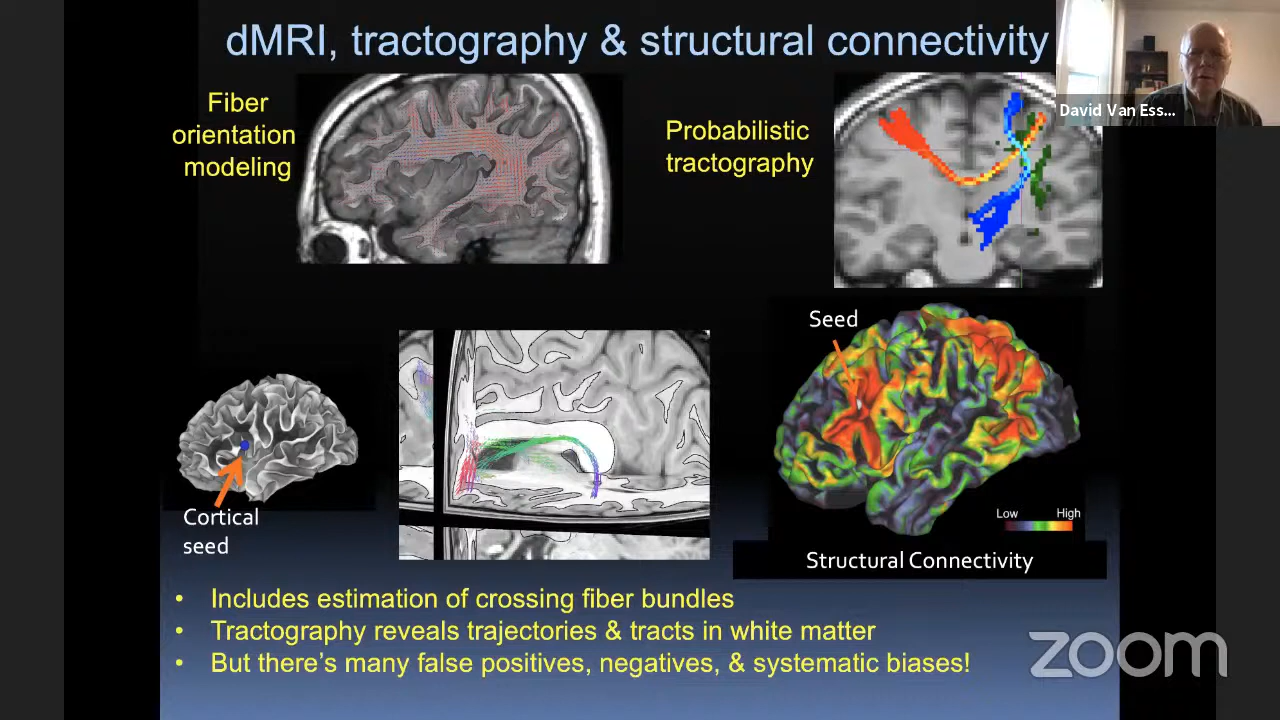 dMRI, tractography & structural connectivity
David Van Ess...
Fiber
orientation
modeling
Probabilistic
tractography
Seed
Cortical
seed
Low
High
Structural Connectivity
• Includes estimation of crossing fiber bundles
• Tractography reveals trajectories & tracts in white matter
• But there's many false positives, negatives, & systematic biases!
zoom